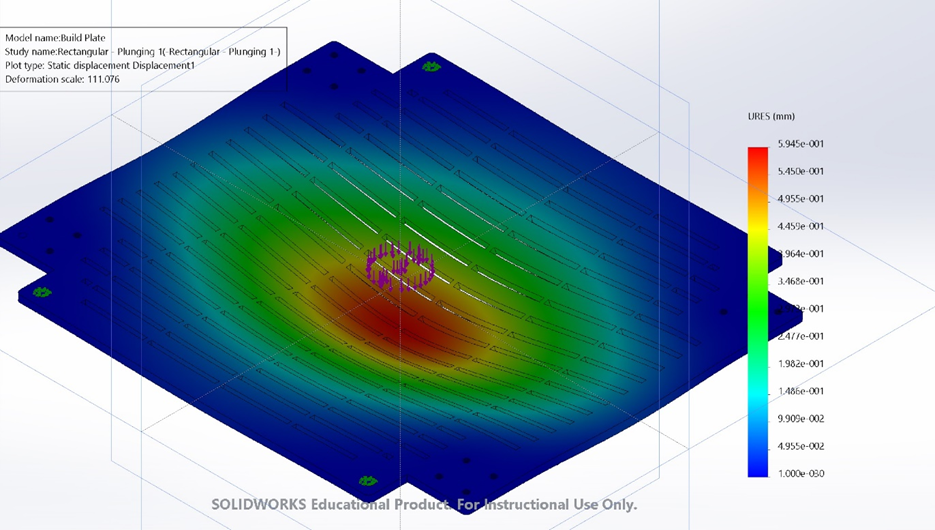 Model name:Build Plate
Study name:Rectangular - Plunging 1(-Rectangular - Plunging 1-)
Plot type: Static displacement Displacement1
Deformation scale: 111.076
URES (mm)
5.945e-001
5.450e-001
4.955e-001
4.459e-001
3.964e-001
3.468e-001
e-001
2.477e-001
1.982e-001
1.486e-001
9.909e-002
4.955e-002
1.000e-030
SOLIDWORKS Educational Product. For Instructional Use Only.